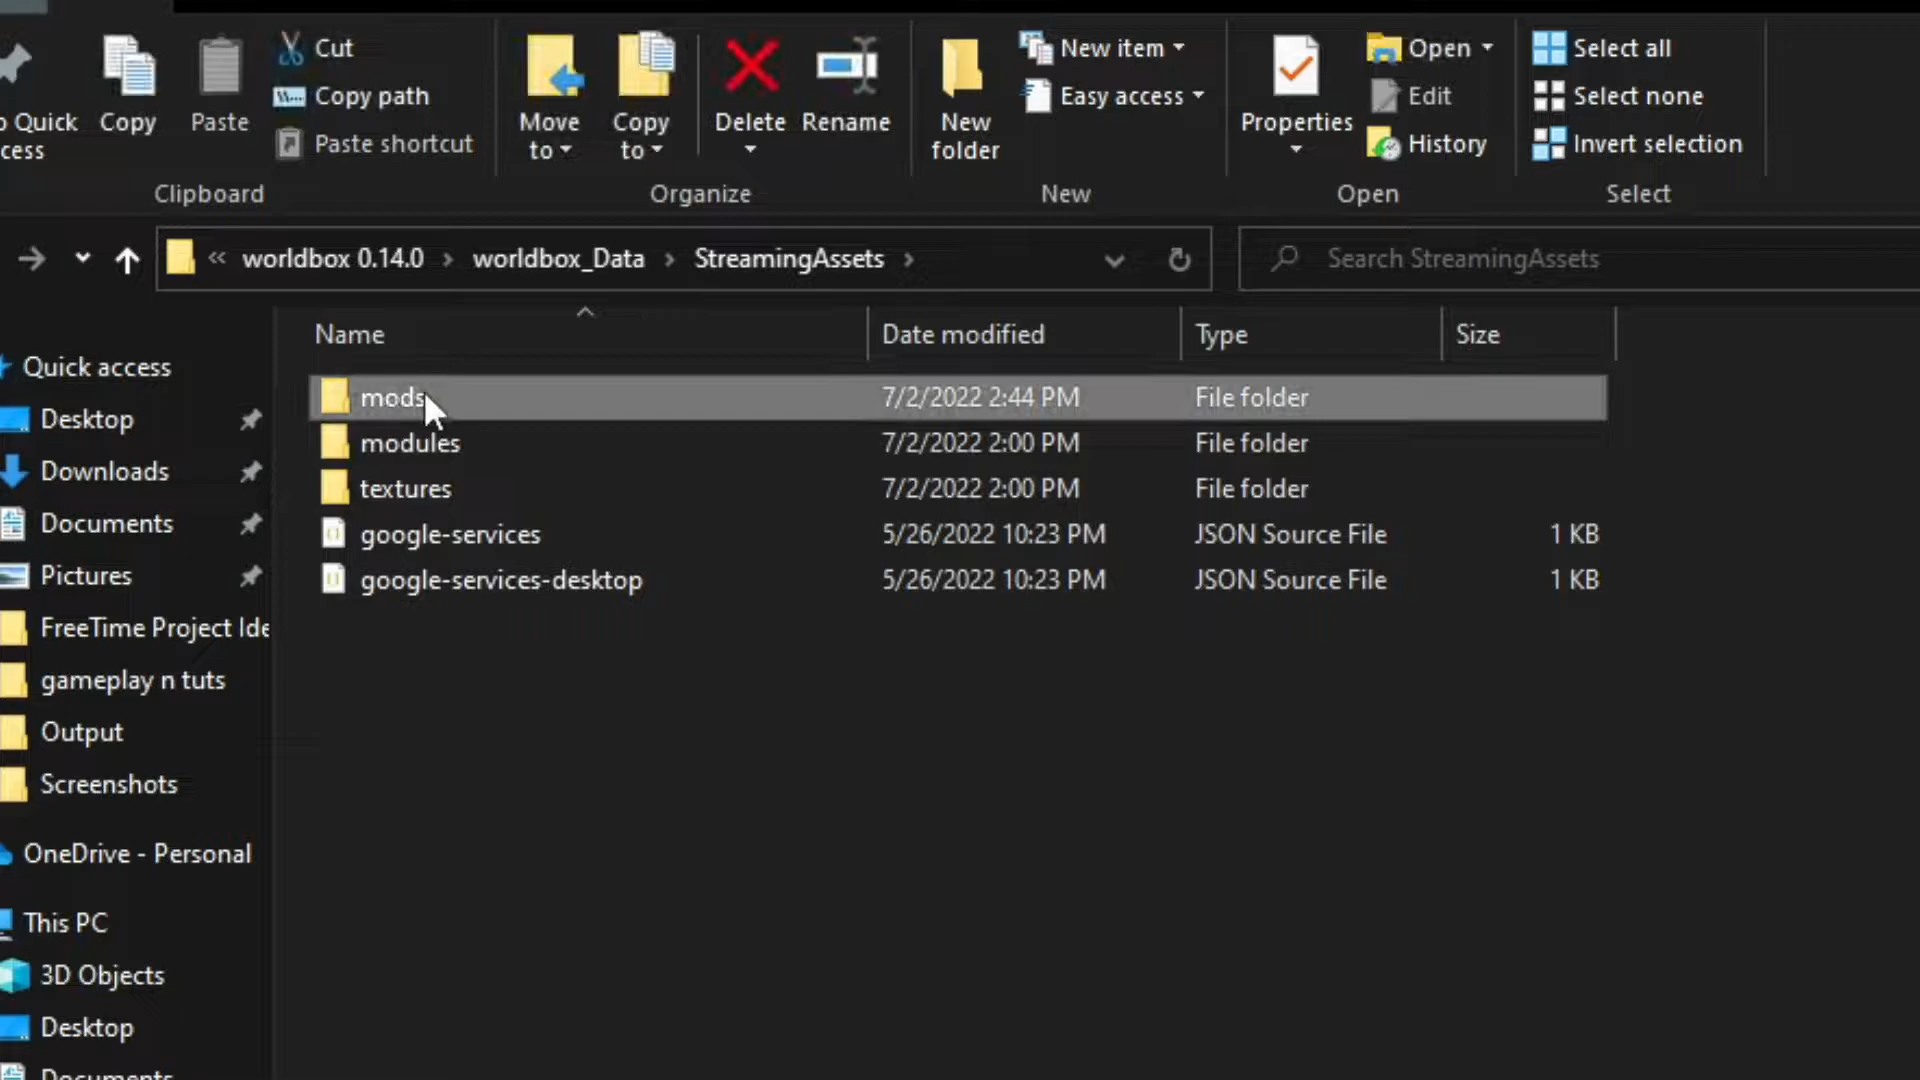 Quick
cess
Copy
Paste
Cut
Copy path
Paste shortcut
Clipboard
Move to
Copy to
Delete
Rename
Organize
New folder
New item
Easy access
New
Properties
Open
Edit
History
Open
Select all
Select none
Invert selection
Select
« worldbox 0.14.0 › worldbox_Data › StreamingAssets ›
Search StreamingAssets
Name Date modified Type Size
mods 7/2/2022 2:44 PM File folder
modules 7/2/2022 2:00 PM File folder
textures 7/2/2022 2:00 PM File folder
google-services 5/26/2022 10:23 PM JSON Source File 1 KB
google-services-desktop 5/26/2022 10:23 PM JSON Source File 1 KB
Quick access
Desktop
Downloads
Documents
Pictures
FreeTime Project Ide
gameplay n tuts
Output
Screenshots
OneDrive - Personal
This PC
3D Objects
Desktop
Documents